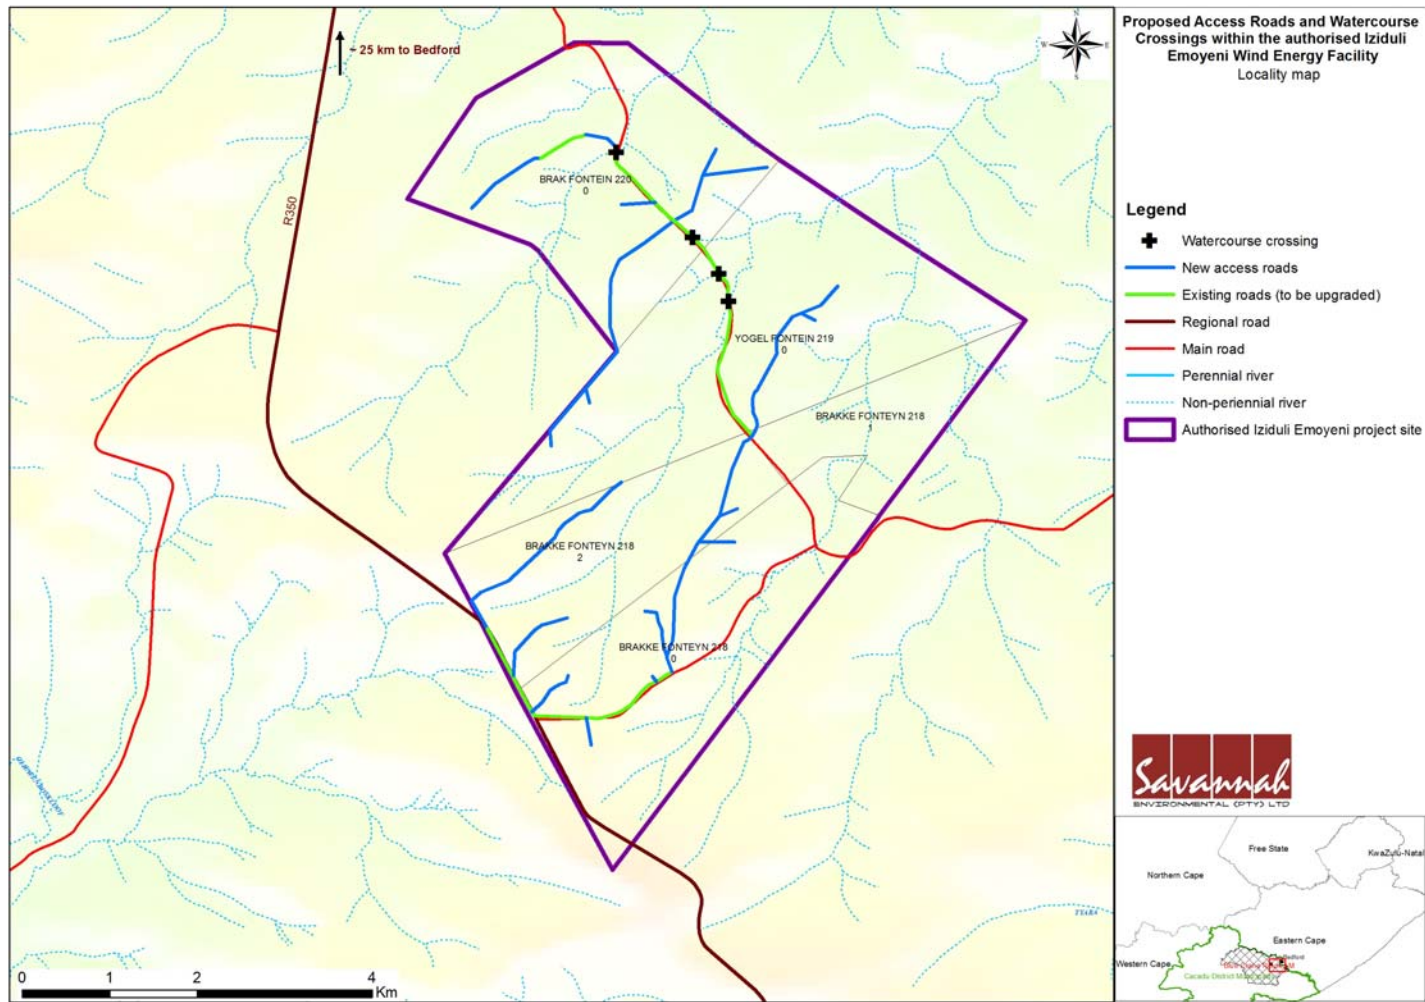 Proposed Access Roads and Watercourse
Crossings within the authorised Iziduli
Emoyeni Wind Energy Facility
Locality map
N
W
E
S
~ 25 km to Bedford
R350
BRAK FONTEIN 220
0
YOGEL FONTEIN 219
0
BRAKKE FONTEYN 218
1
BRAKKE FONTEYN 218
2
BRAKKE FONTEYN 218
0
TSABA
0
1
2
4
Km
Legend
Watercourse crossing
New access roads
Existing roads (to be upgraded)
Regional road
Main road
Perennial river
Non-periennial river
Authorised Iziduli Emoyeni project site
Savannah
ENVIRONMENTAL (PTY) LTD
Free State
KwaZulu-Natal
Northern Cape
Eastern Cape
Bedford
Western Cape